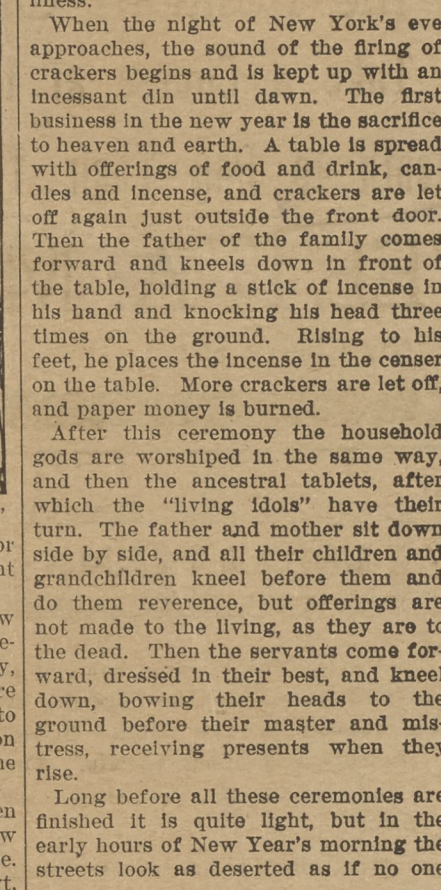 When the night of New York's eve
approaches, the sound of the firing of
crackers begins and is kept up with an
incessant din until dawn. The first
business in the new year is the sacrifice
to heaven and earth. A table is spread
with offerings of food and drink, can-
dles and incense, and crackers are let
off again just outside the front door.
Then the father of the family comes
forward and kneels down in front of
the table, holding a stick of incense in
his hand and knocking his head three
times on the ground. Rising to his
feet, he places the incense in the censer
on the table. More crackers are let off,
and paper money is burned.
After this ceremony the household
gods are worshiped in the same way,
and then the ancestral tablets, after
which the "living idols" have their
turn. The father and mother sit down
side by side, and all their children and
grandchildren kneel before them and
do them reverence, but offerings are
not made to the living, as they are to
the dead. Then the servants come for-
ward, dressed in their best, and kneel
down, bowing their heads to the
ground before their master and mis-
tress, receiving presents when they
rise.
Long before all these ceremonies are
finished it is quite light, but in the
early hours of New Year's morning the
streets look as deserted as if no one